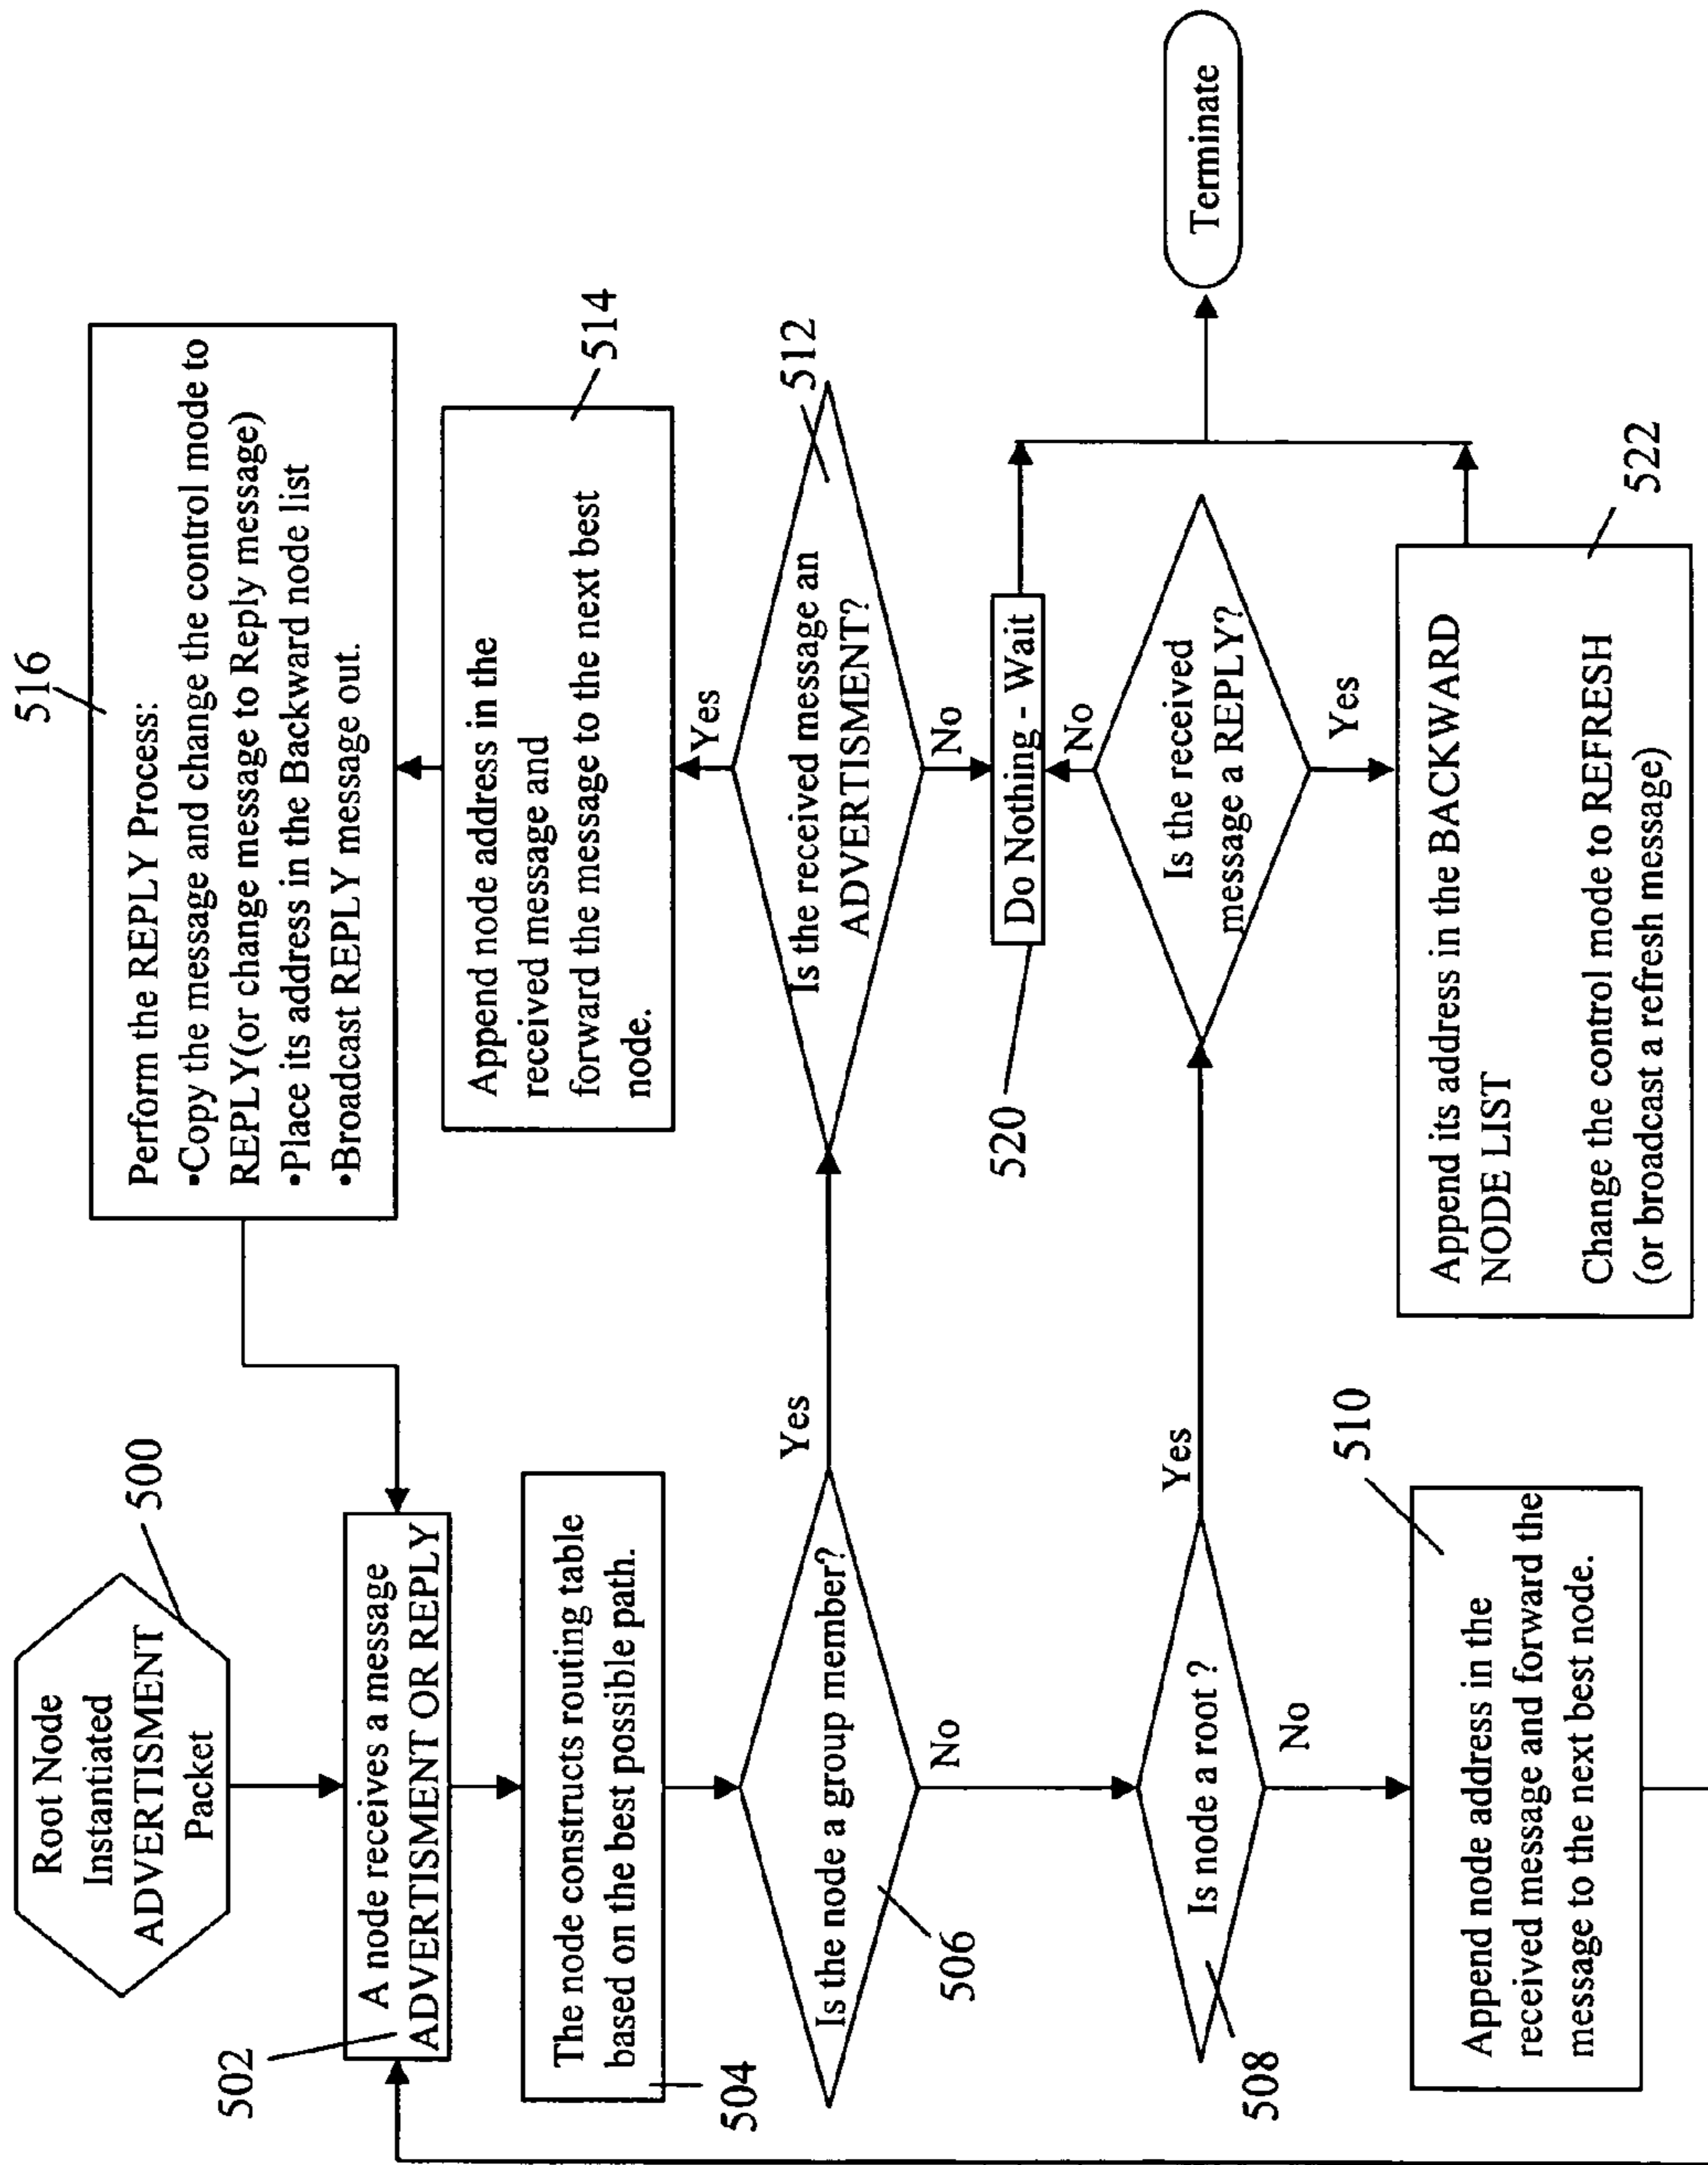 Root Node
Instantiated
ADVERTISMENT
Packet
500
502
A node receives a message
ADVERTISMENT OR REPLY
504
The node constructs routing table
based on the best possible path.
506
Is the node a group member?
Yes
No
508
Is node a root ?
Yes
No
510
Append node address in the
received message and forward the
message to the next best node.
516
Perform the REPLY Process:
•Copy the message and change the control mode to
REPLY(or change message to Reply message)
•Place its address in the Backward node list
•Broadcast REPLY message out.
514
Append node address in the
received message and
forward the message to the next best
node.
Yes
512
Is the received message an
ADVERTISMENT?
No
520
Do Nothing - Wait
No
Is the received
message a REPLY?
Yes
522
Append its address in the BACKWARD
NODE LIST
Change the control mode to REFRESH
(or broadcast a refresh message)
Terminate